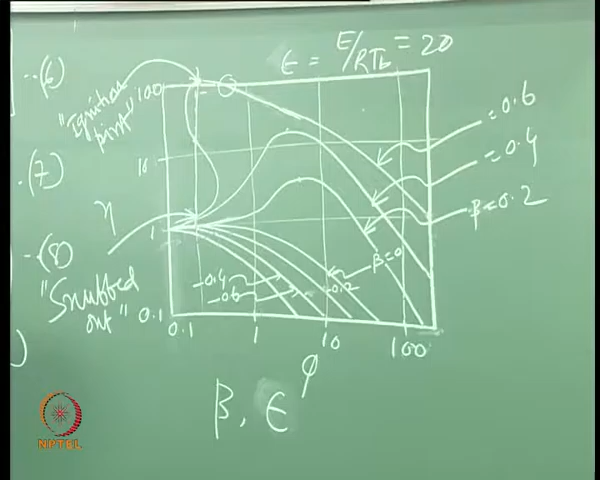 --(6)
ϵ = E/RTb = 20
"Ignition point"
100
= 0.6
10
= 0.4
.(7)
η
β = 0.2
1
-(8)
"Snuffed out"
β=0
-0.4
-0.2
-0.6
0.1
0.1 1 10 100
)
φ
β, ϵ
NPTEL